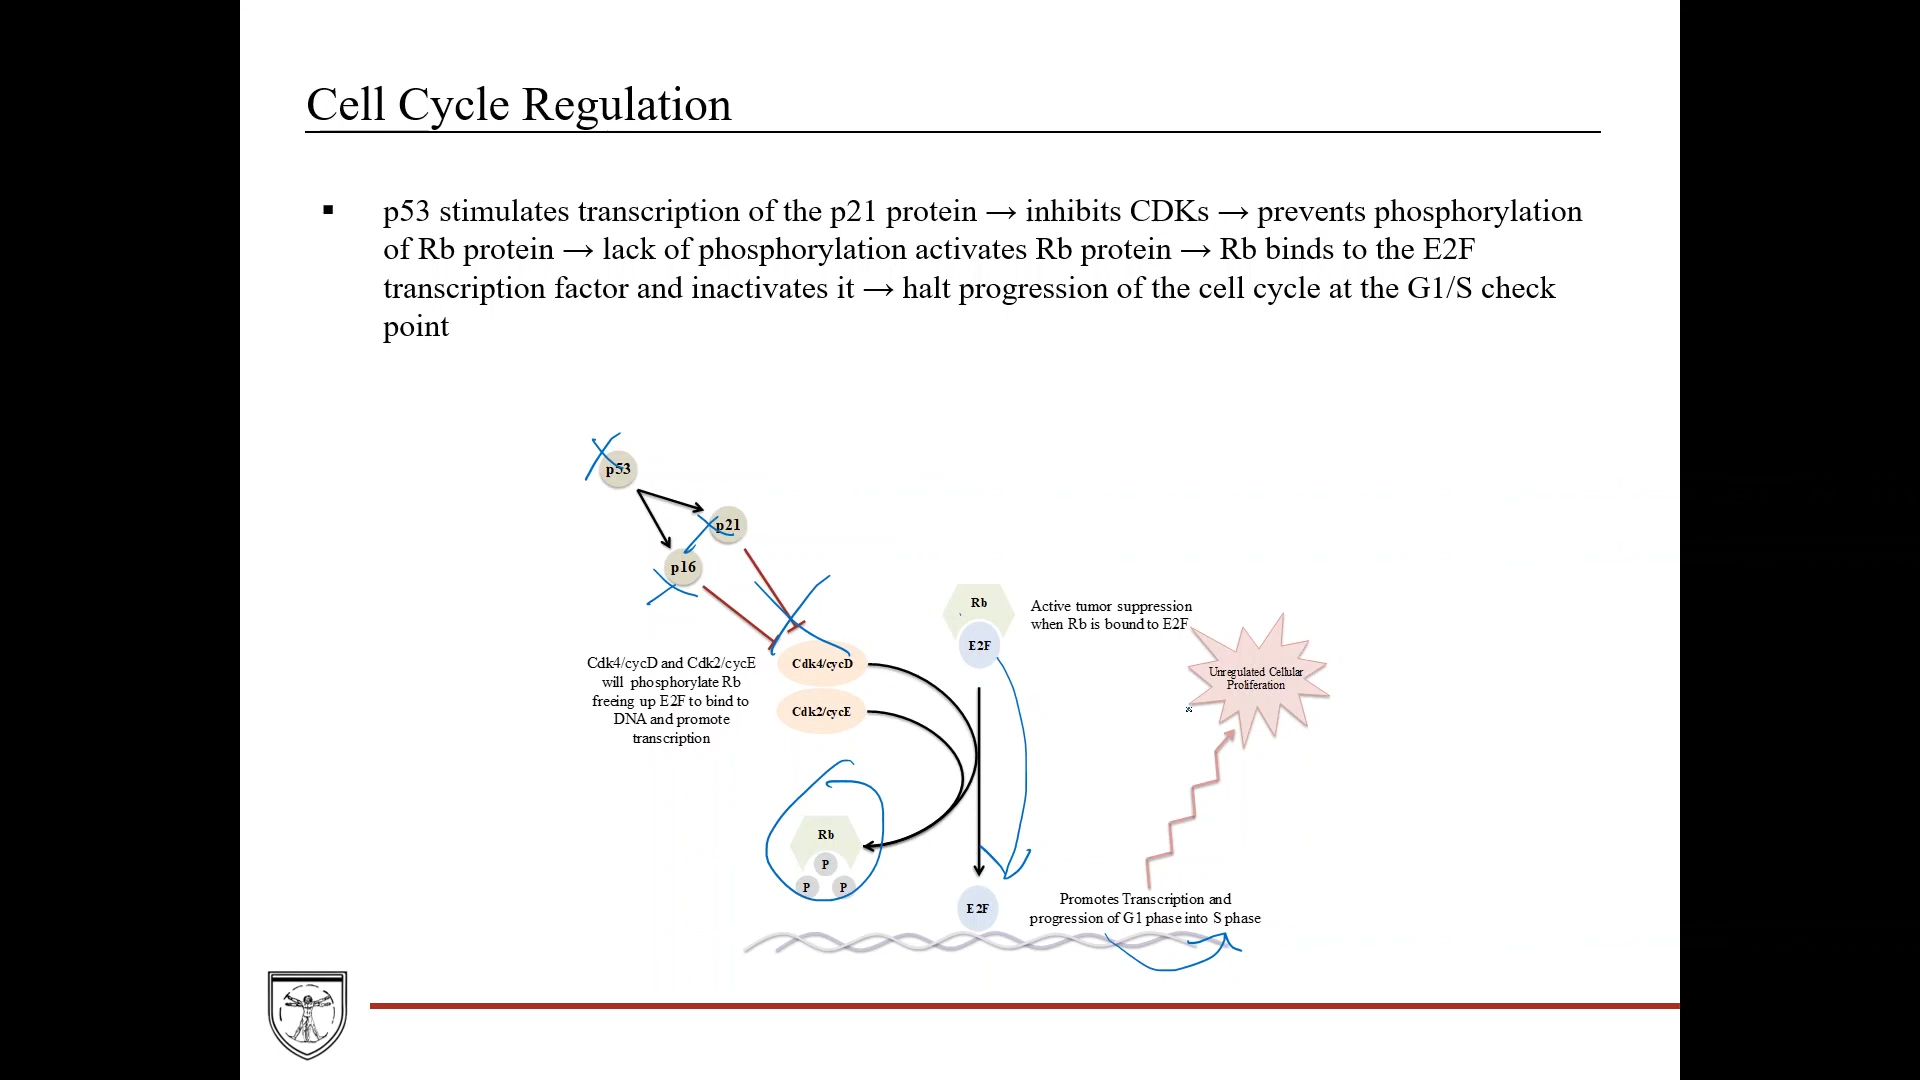 Cell Cycle Regulation
▪ p53 stimulates transcription of the p21 protein → inhibits CDKs → prevents phosphorylation
of Rb protein → lack of phosphorylation activates Rb protein → Rb binds to the E2F
transcription factor and inactivates it → halt progression of the cell cycle at the G1/S check
point
p53
p21
p16
Rb
E2F
Active tumor suppression
when Rb is bound to E2F
Cdk4/cycD and Cdk2/cycE
will phosphorylate Rb
freeing up E2F to bind to
DNA and promote
transcription
Cdk4/cycD
Cdk2/cycE
Unregulated Cellular
Proliferation
Rb
P
P P
E2F
Promotes Transcription and
progression of G1 phase into S phase